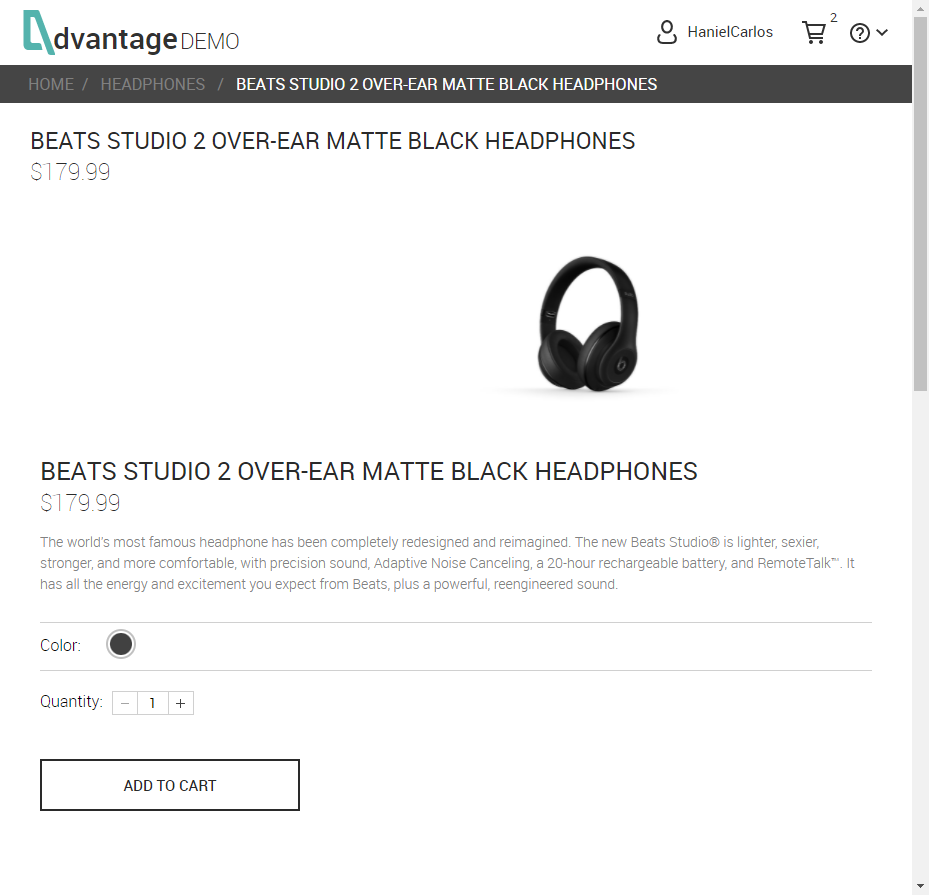 dvantage DEMO
HanielCarlos
2
?
HOME / HEADPHONES / BEATS STUDIO 2 OVER-EAR MATTE BLACK HEADPHONES
BEATS STUDIO 2 OVER-EAR MATTE BLACK HEADPHONES
$179.99
BEATS STUDIO 2 OVER-EAR MATTE BLACK HEADPHONES
$179.99
The world's most famous headphone has been completely redesigned and reimagined. The new Beats Studio® is lighter, sexier,
stronger, and more comfortable, with precision sound, Adaptive Noise Canceling, a 20-hour rechargeable battery, and RemoteTalk™. It
has all the energy and excitement you expect from Beats, plus a powerful, reengineered sound.
Color:
Quantity: − 1 +
ADD TO CART